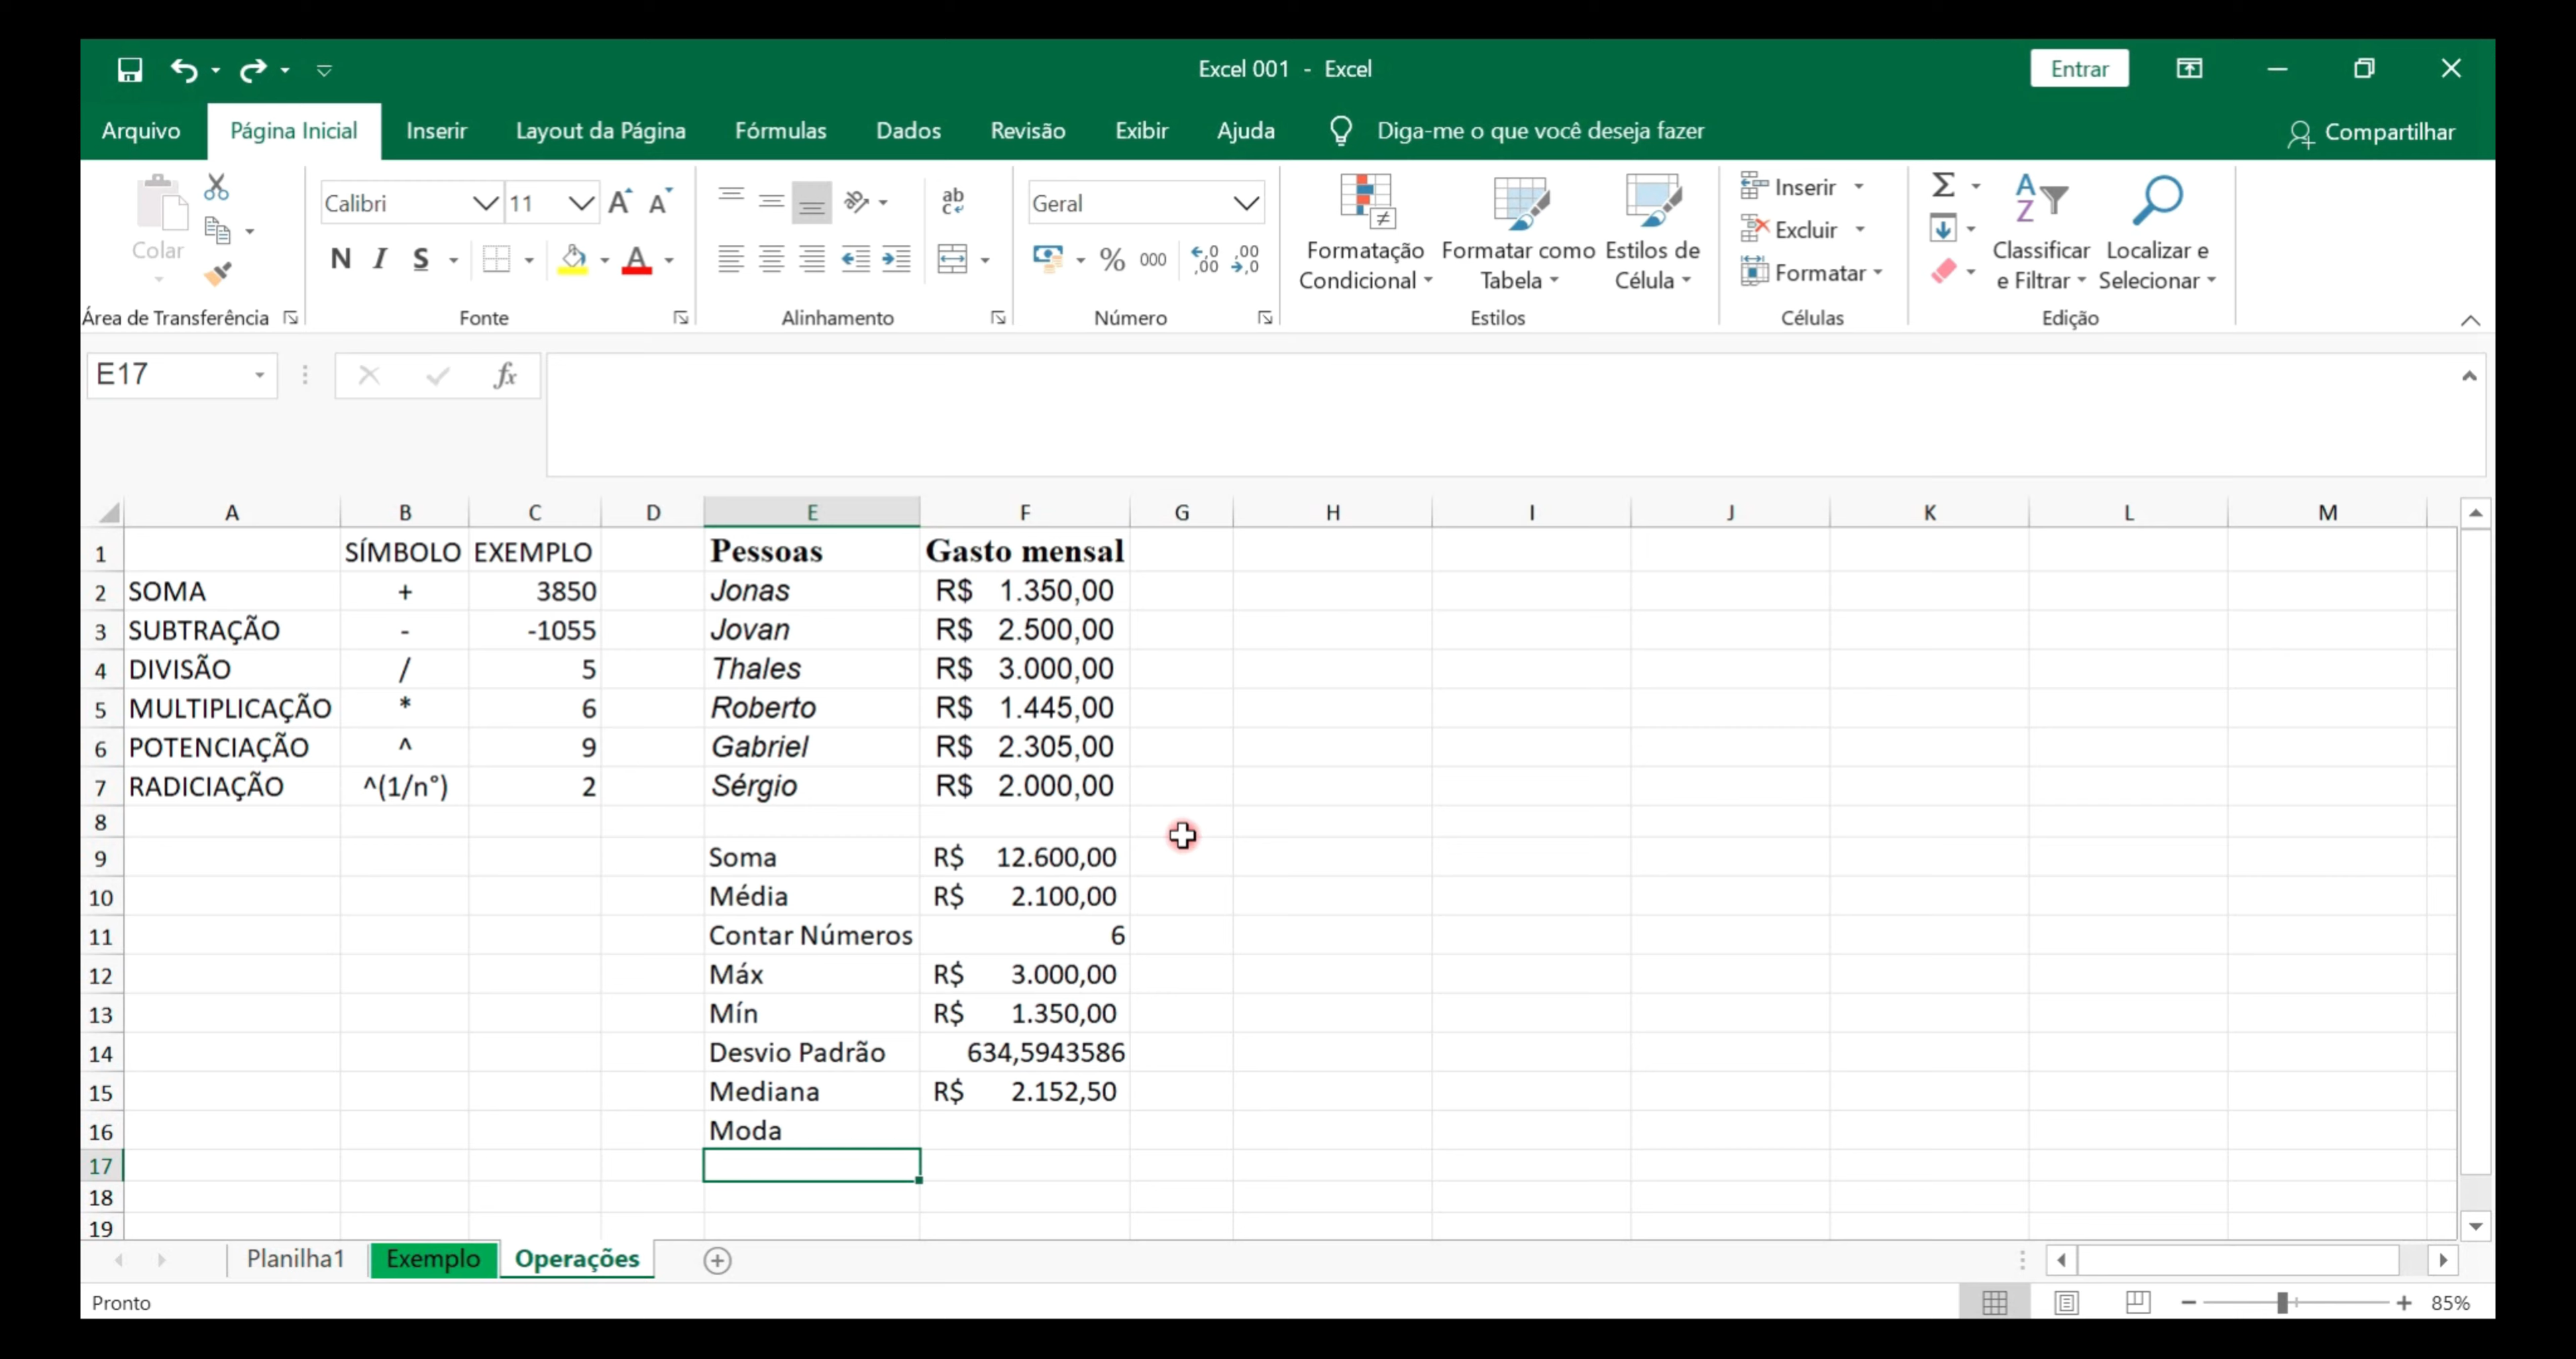 Excel 001 - Excel
Entrar
Arquivo Página Inicial Inserir Layout da Página Fórmulas Dados Revisão Exibir Ajuda Diga-me o que você deseja fazer Compartilhar
Colar
Calibri 11
N I S A
ab c
Geral
% 000 ,0 ,00 ,00 ,0
Formatação Condicional
Formatar como Tabela
Estilos de Célula
Inserir
Excluir
Formatar
Σ
A Z
Classificar e Filtrar
Localizar e Selecionar
Área de Transferência Fonte Alinhamento Número Estilos Células Edição
E17 fx
A B C D E F G H I J K L M
1 SÍMBOLO EXEMPLO Pessoas Gasto mensal
2 SOMA + 3850 Jonas R$ 1.350,00
3 SUBTRAÇÃO - -1055 Jovan R$ 2.500,00
4 DIVISÃO / 5 Thales R$ 3.000,00
5 MULTIPLICAÇÃO * 6 Roberto R$ 1.445,00
6 POTENCIAÇÃO ^ 9 Gabriel R$ 2.305,00
7 RADICIAÇÃO ^(1/n°) 2 Sérgio R$ 2.000,00
8
9 Soma R$ 12.600,00
10 Média R$ 2.100,00
11 Contar Números 6
12 Máx R$ 3.000,00
13 Mín R$ 1.350,00
14 Desvio Padrão 634,5943586
15 Mediana R$ 2.152,50
16 Moda
17
18
19
Planilha1 Exemplo Operações
Pronto 85%